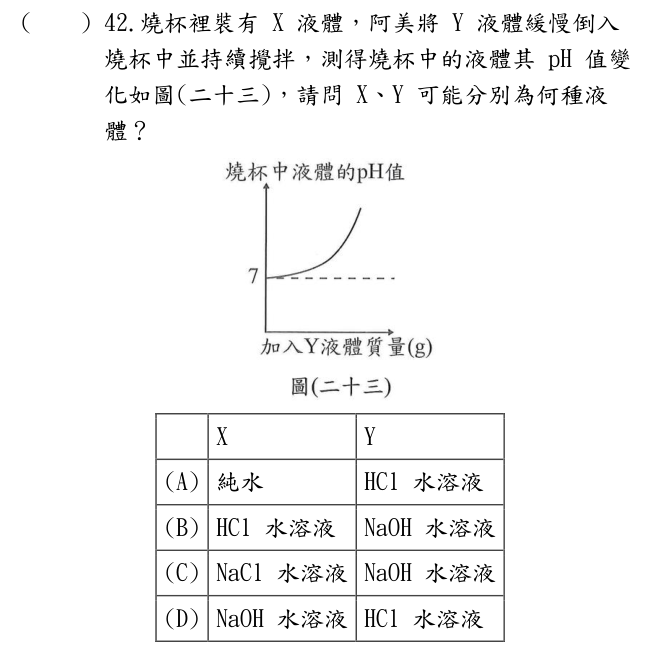 (　　) 42.燒杯裡裝有 X 液體，阿美將 Y 液體緩慢倒入
燒杯中並持續攪拌，測得燒杯中的液體其 pH 值變
化如圖(二十三)，請問 X、Y 可能分別為何種液
體？
燒杯中液體的pH值
7
加入Y液體質量(g)
圖(二十三)
X Y
(A) 純水 HCl 水溶液
(B) HCl 水溶液 NaOH 水溶液
(C) NaCl 水溶液 NaOH 水溶液
(D) NaOH 水溶液 HCl 水溶液